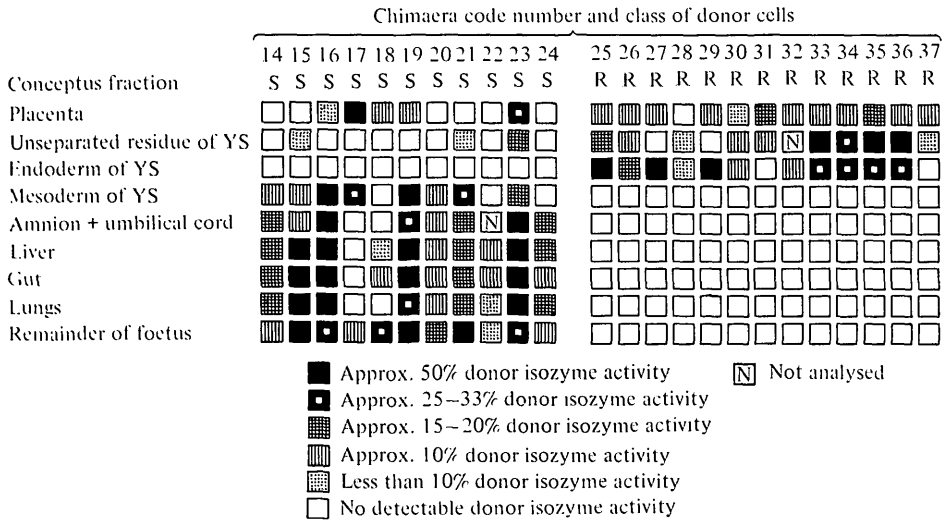 Chimaera code number and class of donor cells
14 15 16 17 18 19 20 21 22 23 24 25 26 27 28 29 30 31 32 33 34 35 36 37
Conceptus fraction S S S S S S S S S S S R R R R R R R R R R R R R
Placenta
Unseparated residue of YS N
Endoderm of YS
Mesoderm of YS
Amnion + umbilical cord N
Liver
Gut
Lungs
Remainder of foetus
Approx. 50% donor isozyme activity N Not analysed
Approx. 25–33% donor isozyme activity
Approx. 15–20% donor isozyme activity
Approx. 10% donor isozyme activity
Less than 10% donor isozyme activity
No detectable donor isozyme activity